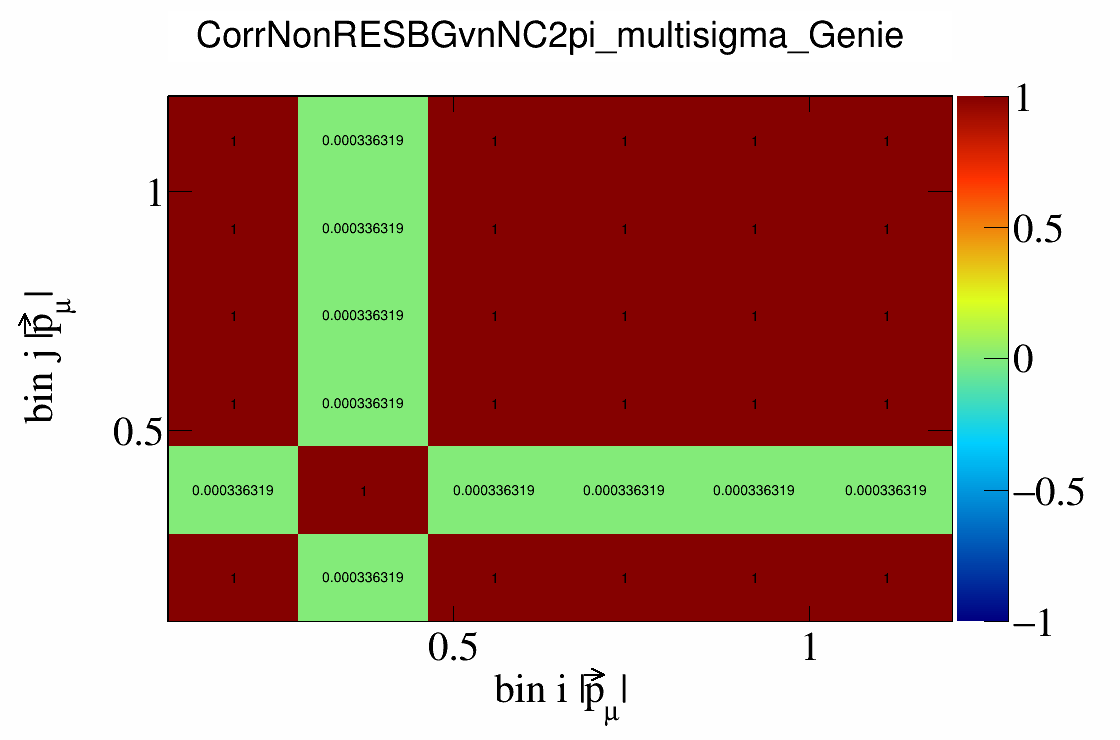 CorrNonRESBGvnNC2pi_multisigma_Genie
1 0.000336319 1 1 1 1
1 0.000336319 1 1 1 1
1 0.000336319 1 1 1 1
1 0.000336319 1 1 1 1
0.000336319 1 0.000336319 0.000336319 0.000336319 0.000336319
1 0.000336319 1 1 1 1
1
0.5
bin j |p⃗μ|
0.5 1
bin i |p⃗μ|
1
0.5
0
−0.5
−1